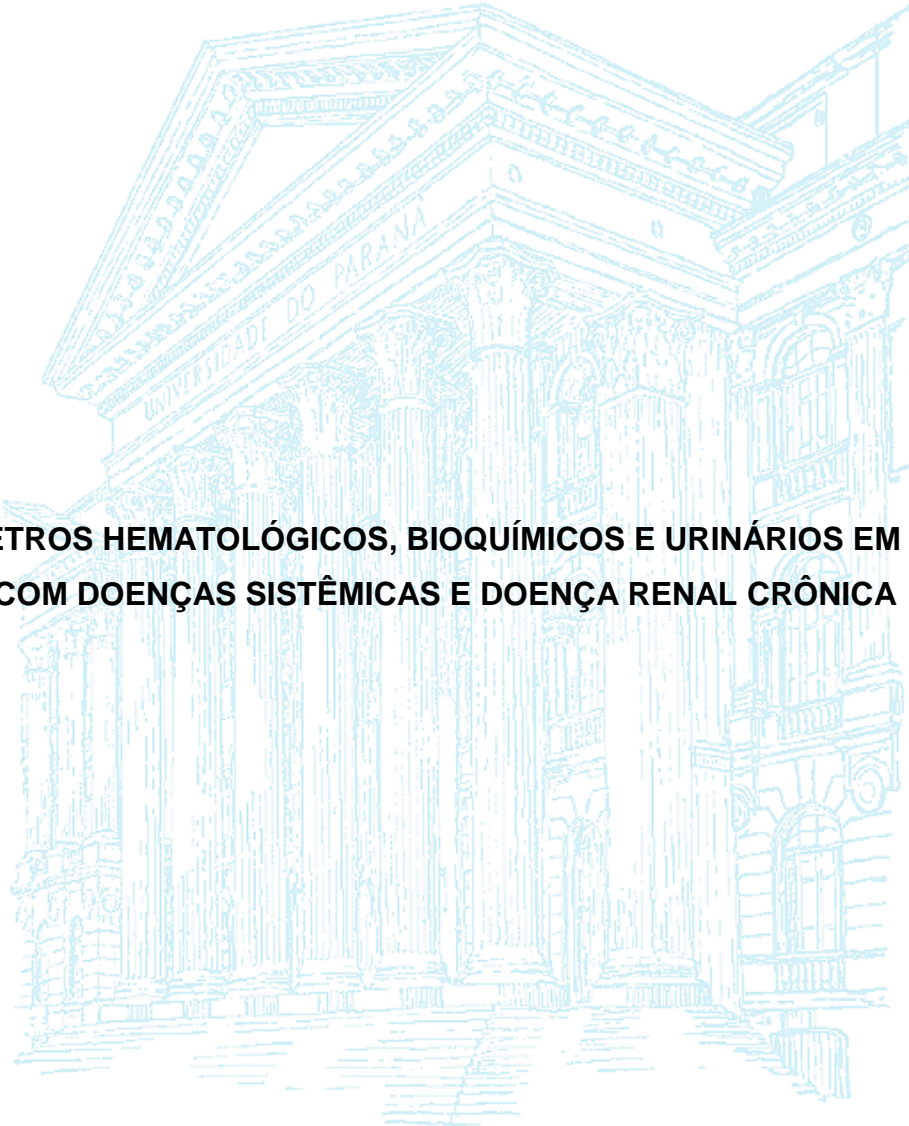 UNIVERSIDADE DO PARANÁ
ETROS HEMATOLÓGICOS, BIOQUÍMICOS E URINÁRIOS EM
COM DOENÇAS SISTÊMICAS E DOENÇA RENAL CRÔNICA